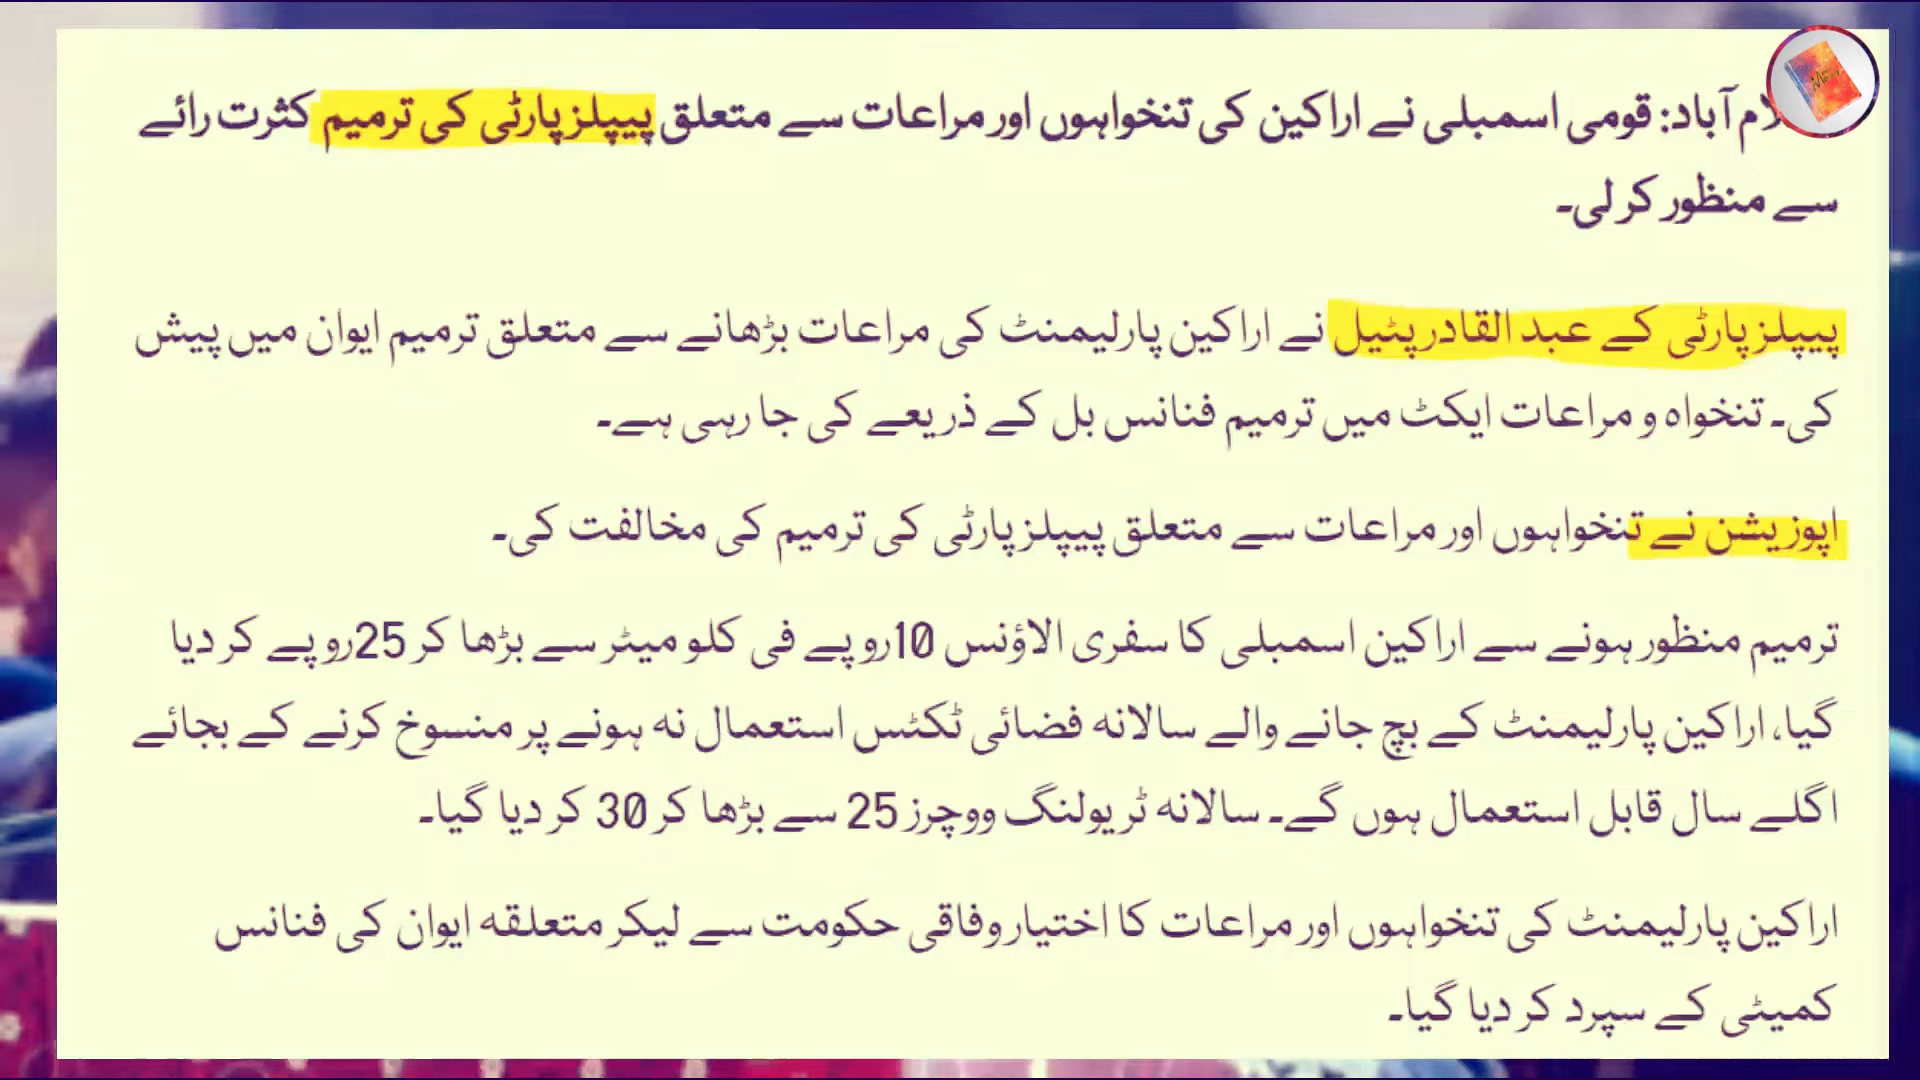 لام آباد: قومی اسمبلی نے اراکین کی تنخواہوں اور مراعات سے متعلق پیپلز پارٹی کی ترمیم کثرت رائے
سے منظور کر لی۔
پیپلز پارٹی کے عبد القادر پٹیل نے اراکین پارلیمنٹ کی مراعات بڑھانے سے متعلق ترمیم ایوان میں پیش
کی۔ تنخواہ و مراعات ایکٹ میں ترمیم فنانس بل کے ذریعے کی جا رہی ہے۔
اپوزیشن نے تنخواہوں اور مراعات سے متعلق پیپلز پارٹی کی ترمیم کی مخالفت کی۔
ترمیم منظور ہونے سے اراکین اسمبلی کا سفری الاؤنس 10روپے فی کلو میٹر سے بڑھا کر 25روپے کر دیا
گیا، اراکین پارلیمنٹ کے بچ جانے والے سالانہ فضائی ٹکٹس استعمال نہ ہونے پر منسوخ کرنے کے بجائے
اگلے سال قابل استعمال ہوں گے۔ سالانہ ٹریولنگ ووچرز 25 سے بڑھا کر 30 کر دیا گیا۔
اراکین پارلیمنٹ کی تنخواہوں اور مراعات کا اختیار وفاقی حکومت سے لیکر متعلقہ ایوان کی فنانس
کمیٹی کے سپرد کر دیا گیا۔